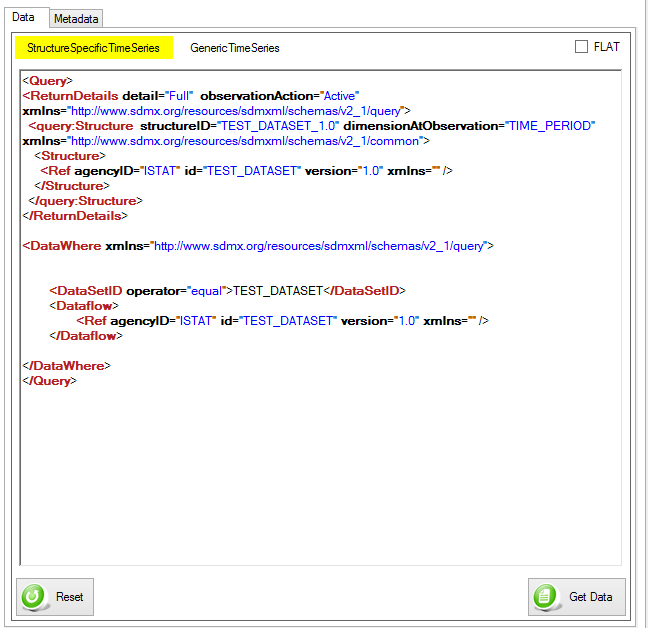 Data Metadata
StructureSpecificTimeSeries GenericTimeSeries FLAT
<Query>
<ReturnDetails detail="Full" observationAction="Active"
xmlns="http://www.sdmx.org/resources/sdmxml/schemas/v2_1/query">
<query:Structure structureID="TEST_DATASET_1.0" dimensionAtObservation="TIME_PERIOD"
xmlns="http://www.sdmx.org/resources/sdmxml/schemas/v2_1/common">
<Structure>
<Ref agencyID="ISTAT" id="TEST_DATASET" version="1.0" xmlns="" />
</Structure>
</query:Structure>
</ReturnDetails>
<DataWhere xmlns="http://www.sdmx.org/resources/sdmxml/schemas/v2_1/query">
<DataSetID operator="equal">TEST_DATASET</DataSetID>
<Dataflow>
<Ref agencyID="ISTAT" id="TEST_DATASET" version="1.0" xmlns="" />
</Dataflow>
</DataWhere>
</Query>
Reset Get Data